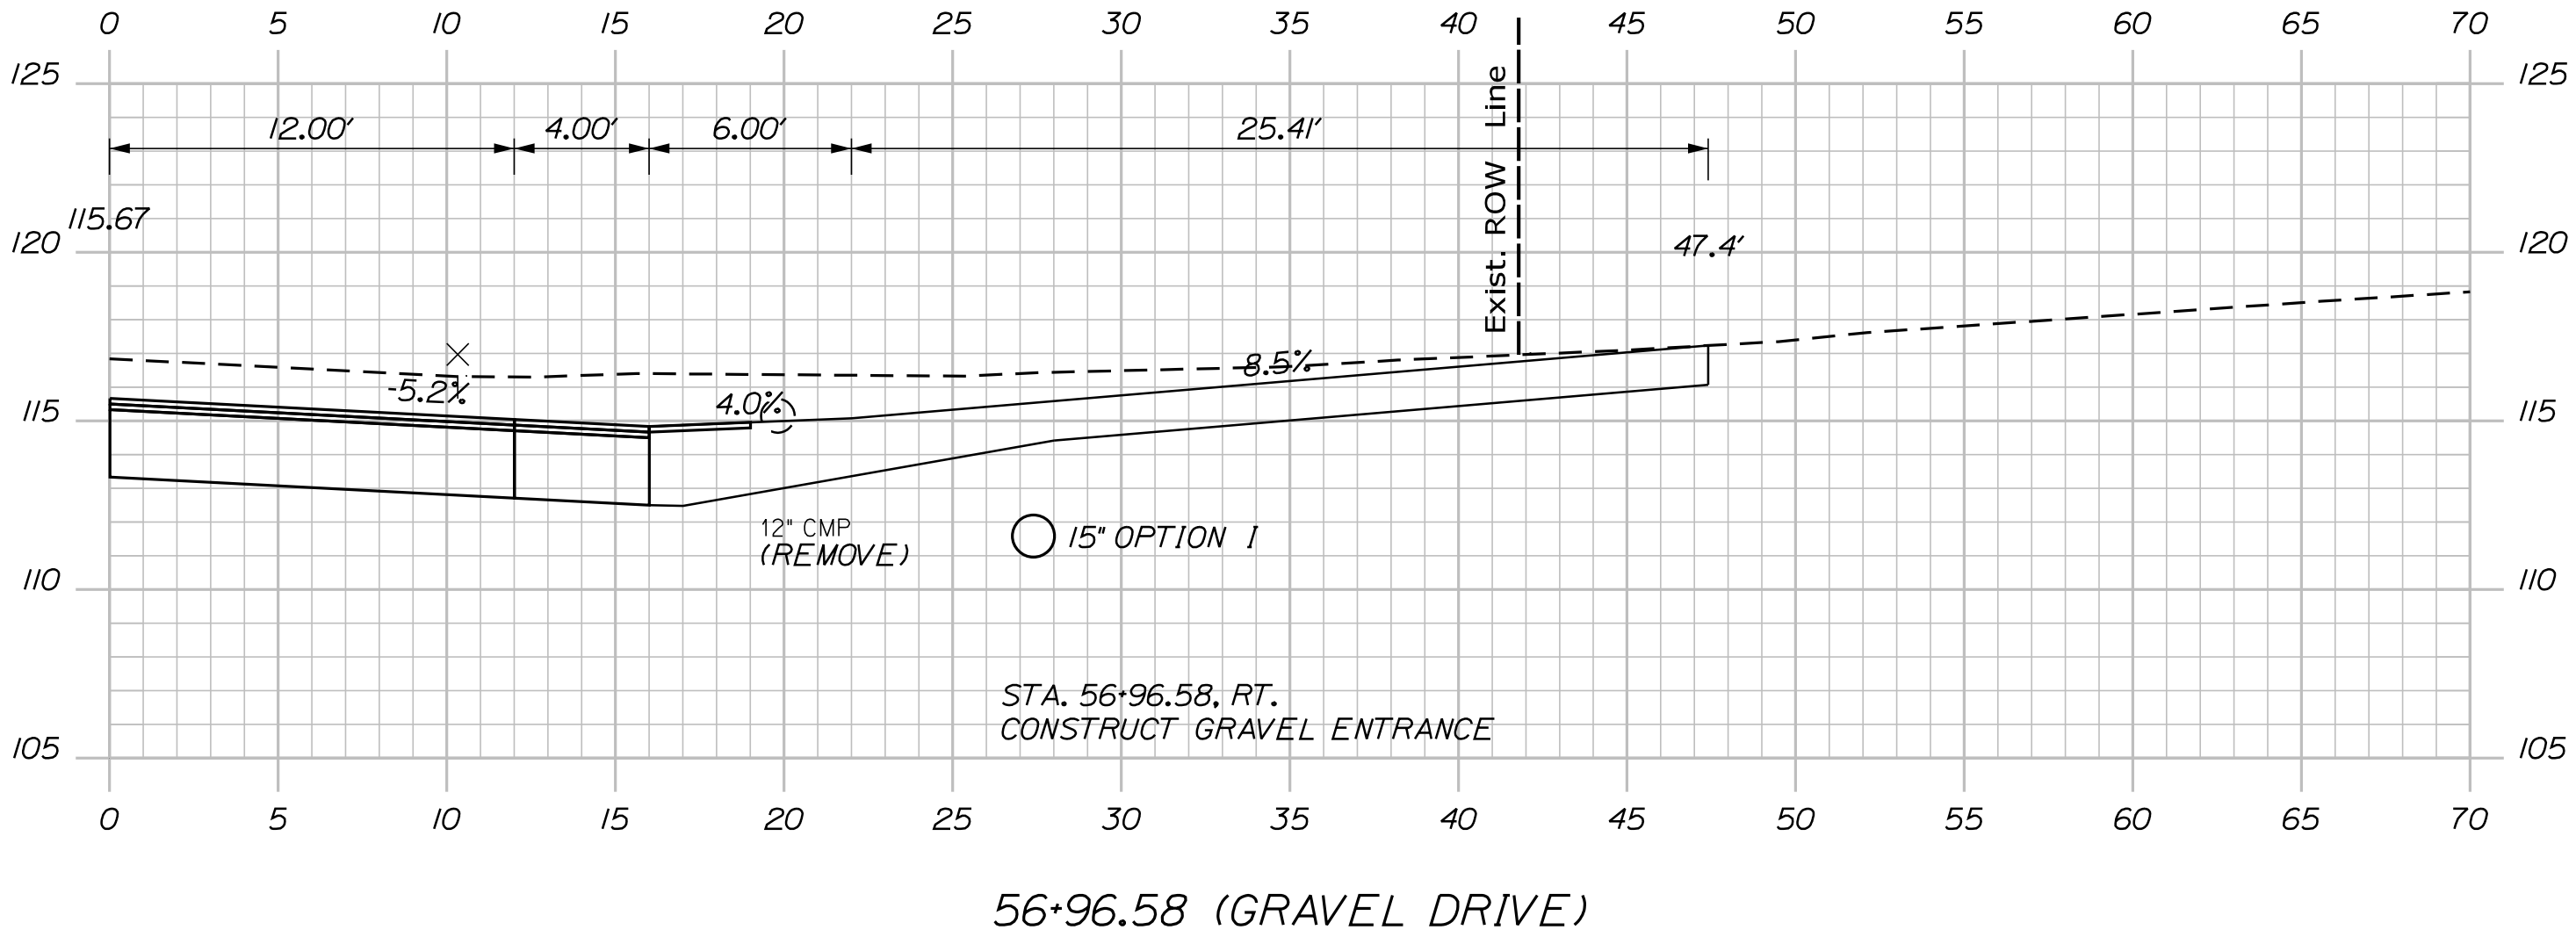 0 5 10 15 20 25 30 35 40 45 50 55 60 65 70
125 125
12.00' 4.00' 6.00' 25.41'
Exist. ROW Line
115.67
120 47.4' 120
-5.2% 4.0% 8.5%
115 115
12" CMP
(REMOVE)
15" OPTION I
110 110
STA. 56+96.58, RT.
CONSTRUCT GRAVEL ENTRANCE
105 105
0 5 10 15 20 25 30 35 40 45 50 55 60 65 70
56+96.58 (GRAVEL DRIVE)